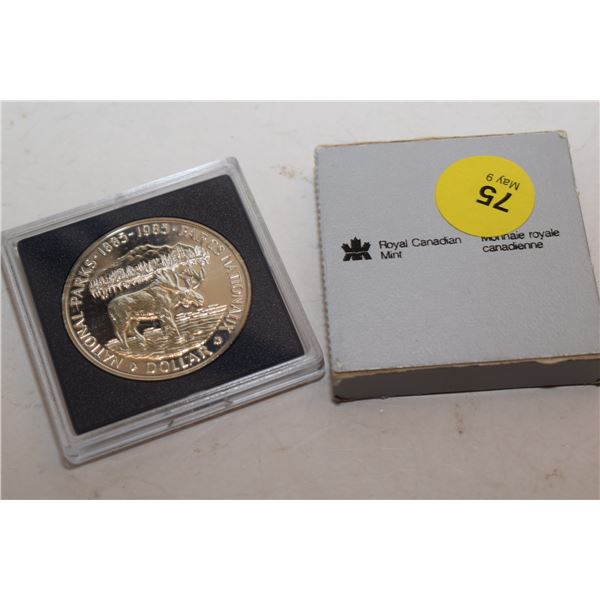 NATIONAL PARKS · 1885-1985 · PARCS NATIONAUX
DOLLAR
75
May 9
Royal Canadian
Mint
Monnaie royale
canadienne